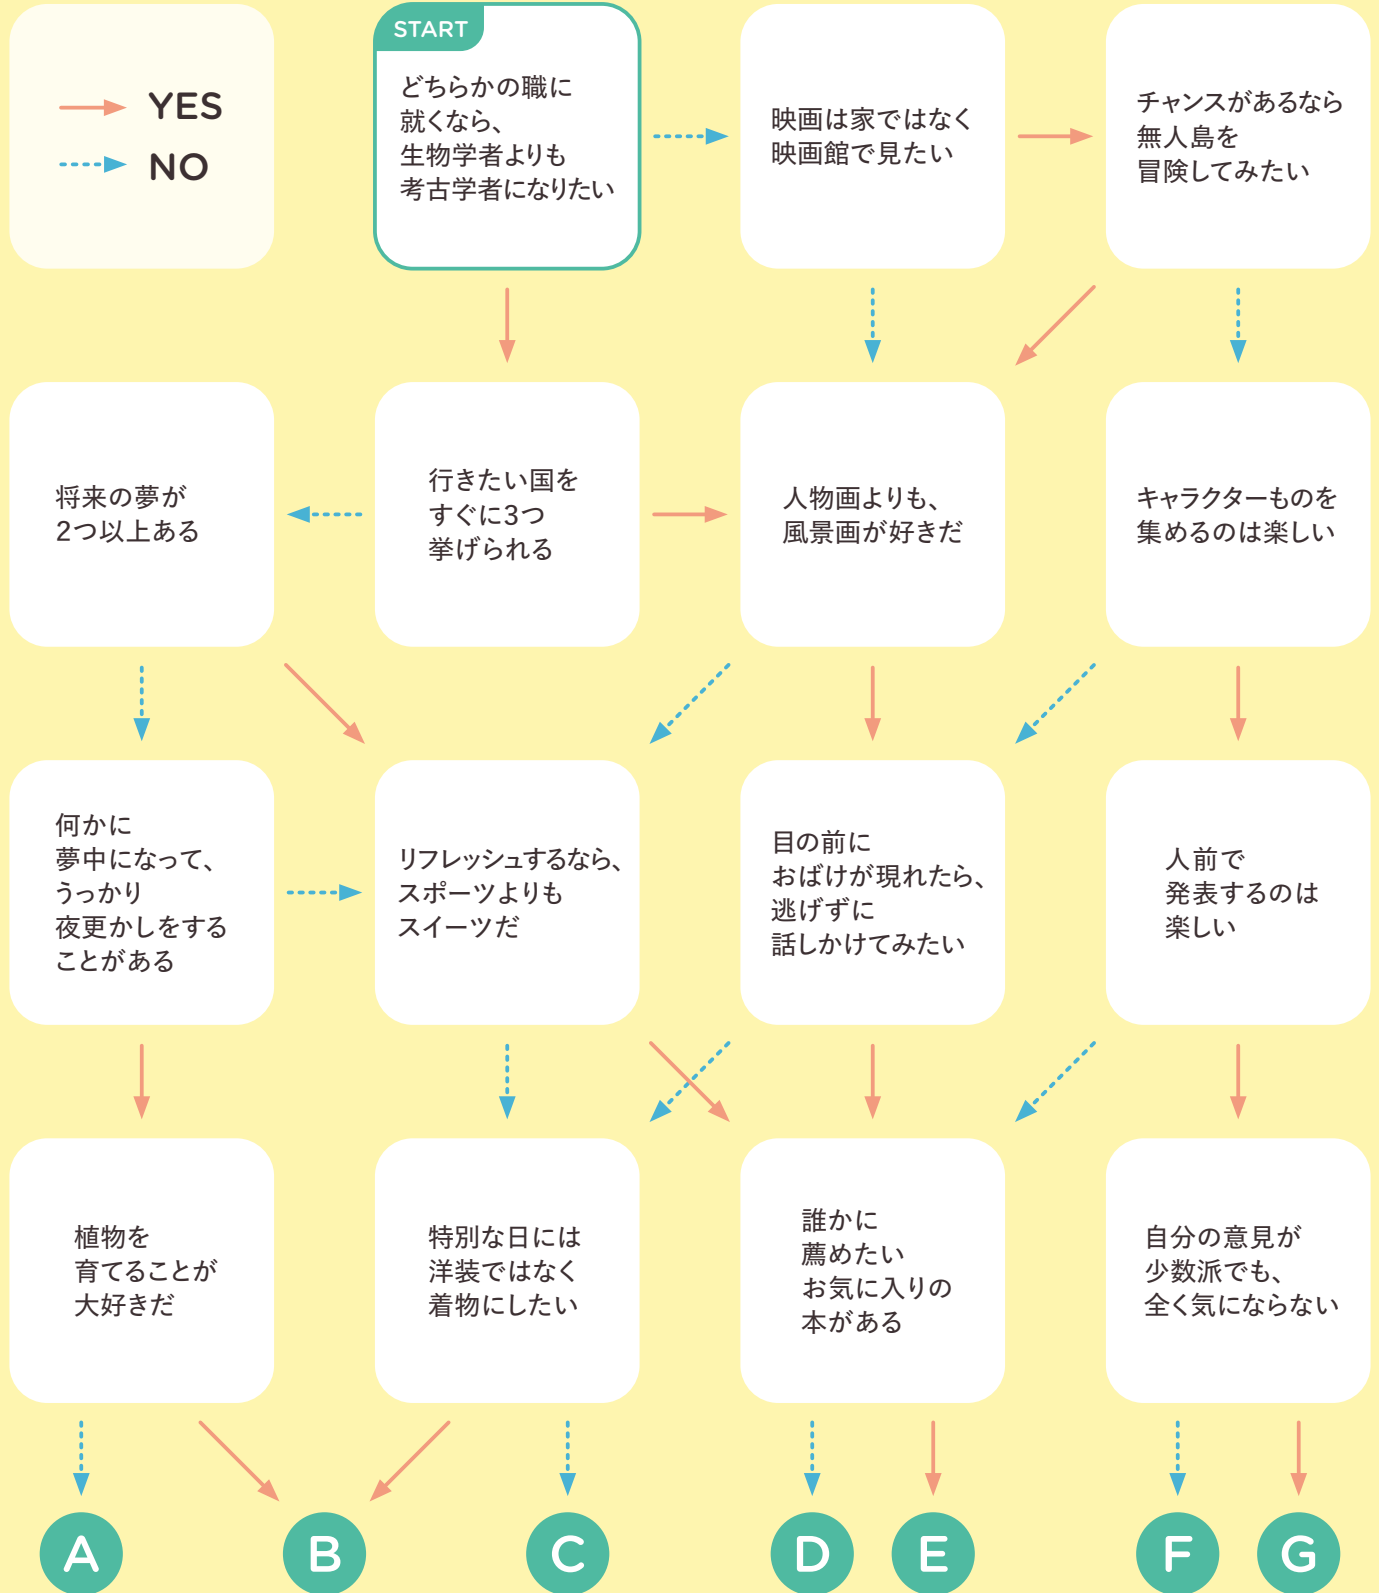 YES
NO
START
どちらかの職に
就くなら、
生物学者よりも
考古学者になりたい
映画は家ではなく
映画館で見たい
チャンスがあるなら
無人島を
冒険してみたい
将来の夢が
2つ以上ある
行きたい国を
すぐに3つ
挙げられる
人物画よりも、
風景画が好きだ
キャラクターものを
集めるのは楽しい
何かに
夢中になって、
うっかり
夜更かしをする
ことがある
リフレッシュするなら、
スポーツよりも
スイーツだ
目の前に
おばけが現れたら、
逃げずに
話しかけてみたい
人前で
発表するのは
楽しい
植物を
育てることが
大好きだ
特別な日には
洋装ではなく
着物にしたい
誰かに
薦めたい
お気に入りの
本がある
自分の意見が
少数派でも、
全く気にならない
A
B
C
D
E
F
G